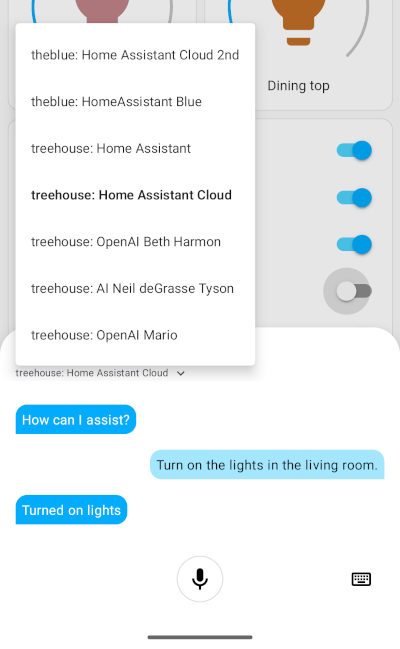 theblue: Home Assistant Cloud 2nd
theblue: HomeAssistant Blue
Dining top
treehouse: Home Assistant
treehouse: Home Assistant Cloud
treehouse: OpenAI Beth Harmon
treehouse: AI Neil deGrasse Tyson
treehouse: OpenAI Mario
treehouse: Home Assistant Cloud
How can I assist?
Turn on the lights in the living room.
Turned on lights